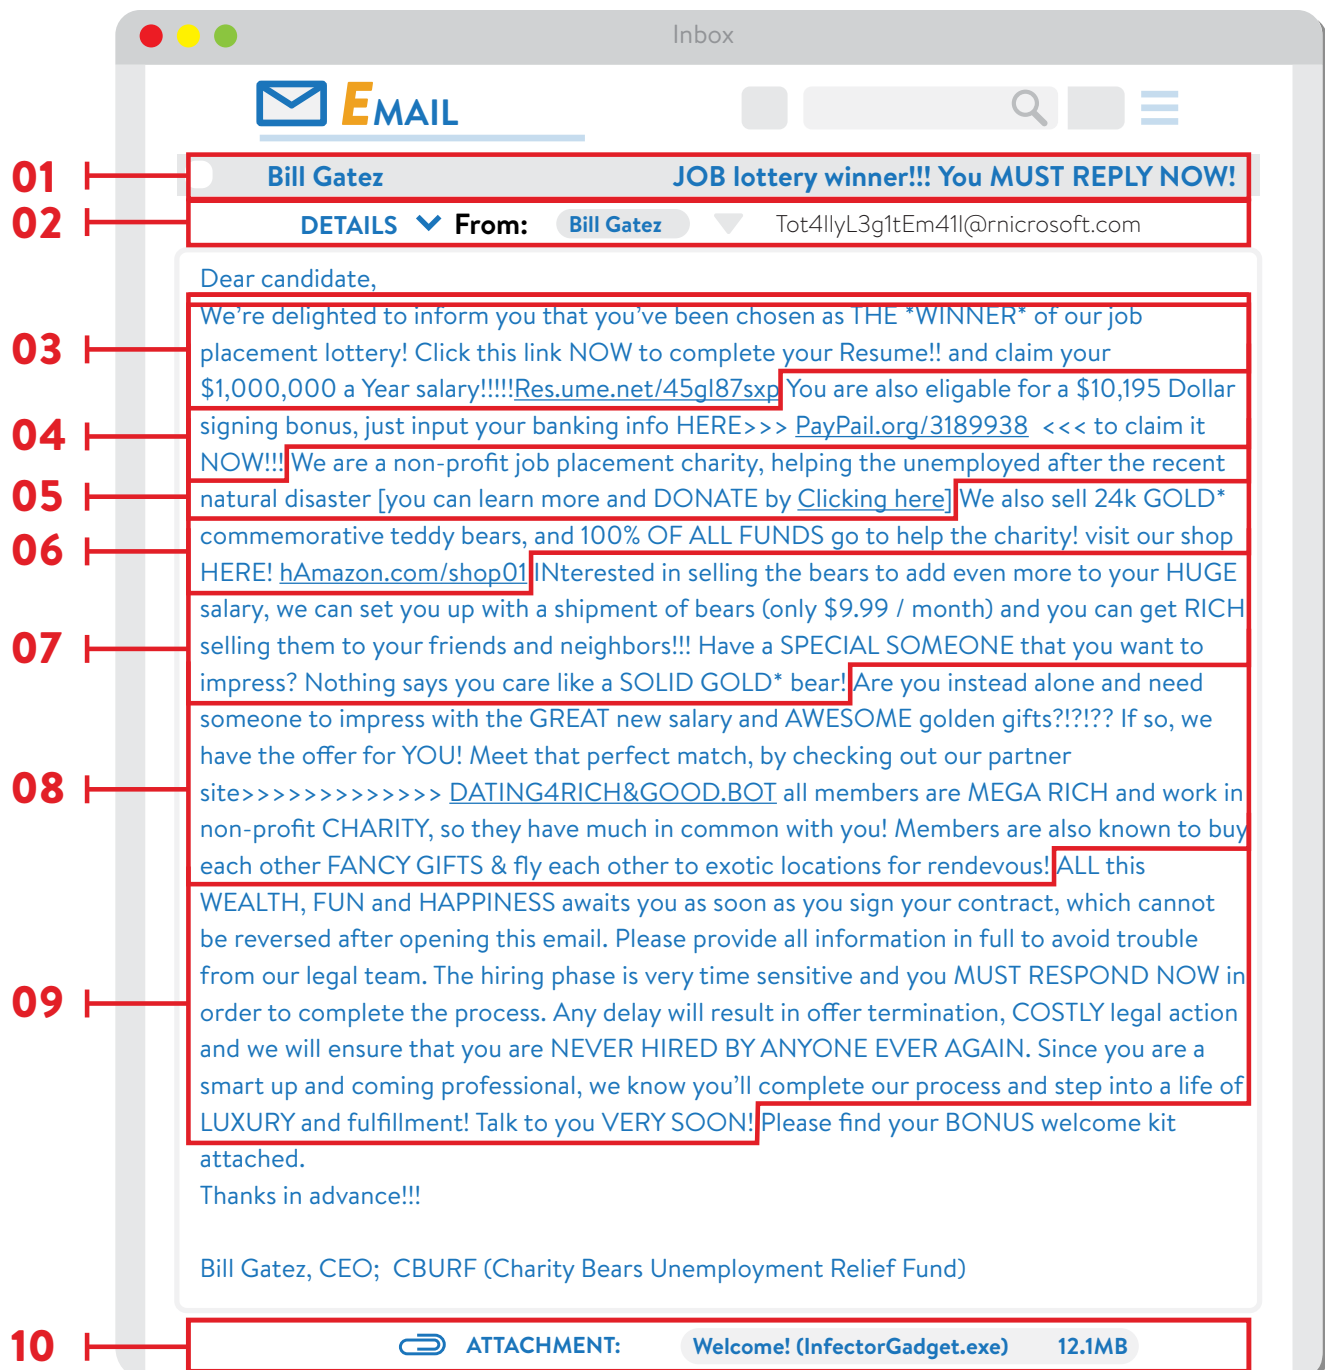 Inbox
EMAIL
01 Bill Gatez JOB lottery winner!!! You MUST REPLY NOW!
02 DETAILS From: Bill Gatez Tot4llyL3g1tEm41l@rnicrosoft.com
Dear candidate,
We're delighted to inform you that you've been chosen as THE *WINNER* of our job
03 placement lottery! Click this link NOW to complete your Resume!! and claim your
$1,000,000 a Year salary!!!!!Res.ume.net/45gl87sxp You are also eligable for a $10,195 Dollar
04 signing bonus, just input your banking info HERE>>> PayPail.org/3189938 <<< to claim it
NOW!!! We are a non-profit job placement charity, helping the unemployed after the recent
05 natural disaster [you can learn more and DONATE by Clicking here] We also sell 24k GOLD*
06 commemorative teddy bears, and 100% OF ALL FUNDS go to help the charity! visit our shop
HERE! hAmazon.com/shop01 INterested in selling the bears to add even more to your HUGE
salary, we can set you up with a shipment of bears (only $9.99 / month) and you can get RICH
07 selling them to your friends and neighbors!!! Have a SPECIAL SOMEONE that you want to
impress? Nothing says you care like a SOLID GOLD* bear! Are you instead alone and need
someone to impress with the GREAT new salary and AWESOME golden gifts?!?!?? If so, we
have the offer for YOU! Meet that perfect match, by checking out our partner
08 site>>>>>>>>>>>>> DATING4RICH&GOOD.BOT all members are MEGA RICH and work in
non-profit CHARITY, so they have much in common with you! Members are also known to buy
each other FANCY GIFTS & fly each other to exotic locations for rendevous! ALL this
WEALTH, FUN and HAPPINESS awaits you as soon as you sign your contract, which cannot
be reversed after opening this email. Please provide all information in full to avoid trouble
from our legal team. The hiring phase is very time sensitive and you MUST RESPOND NOW in
09 order to complete the process. Any delay will result in offer termination, COSTLY legal action
and we will ensure that you are NEVER HIRED BY ANYONE EVER AGAIN. Since you are a
smart up and coming professional, we know you'll complete our process and step into a life of
LUXURY and fulfillment! Talk to you VERY SOON! Please find your BONUS welcome kit
attached.
Thanks in advance!!!
Bill Gatez, CEO; CBURF (Charity Bears Unemployment Relief Fund)
10 ATTACHMENT: Welcome! (InfectorGadget.exe) 12.1MB